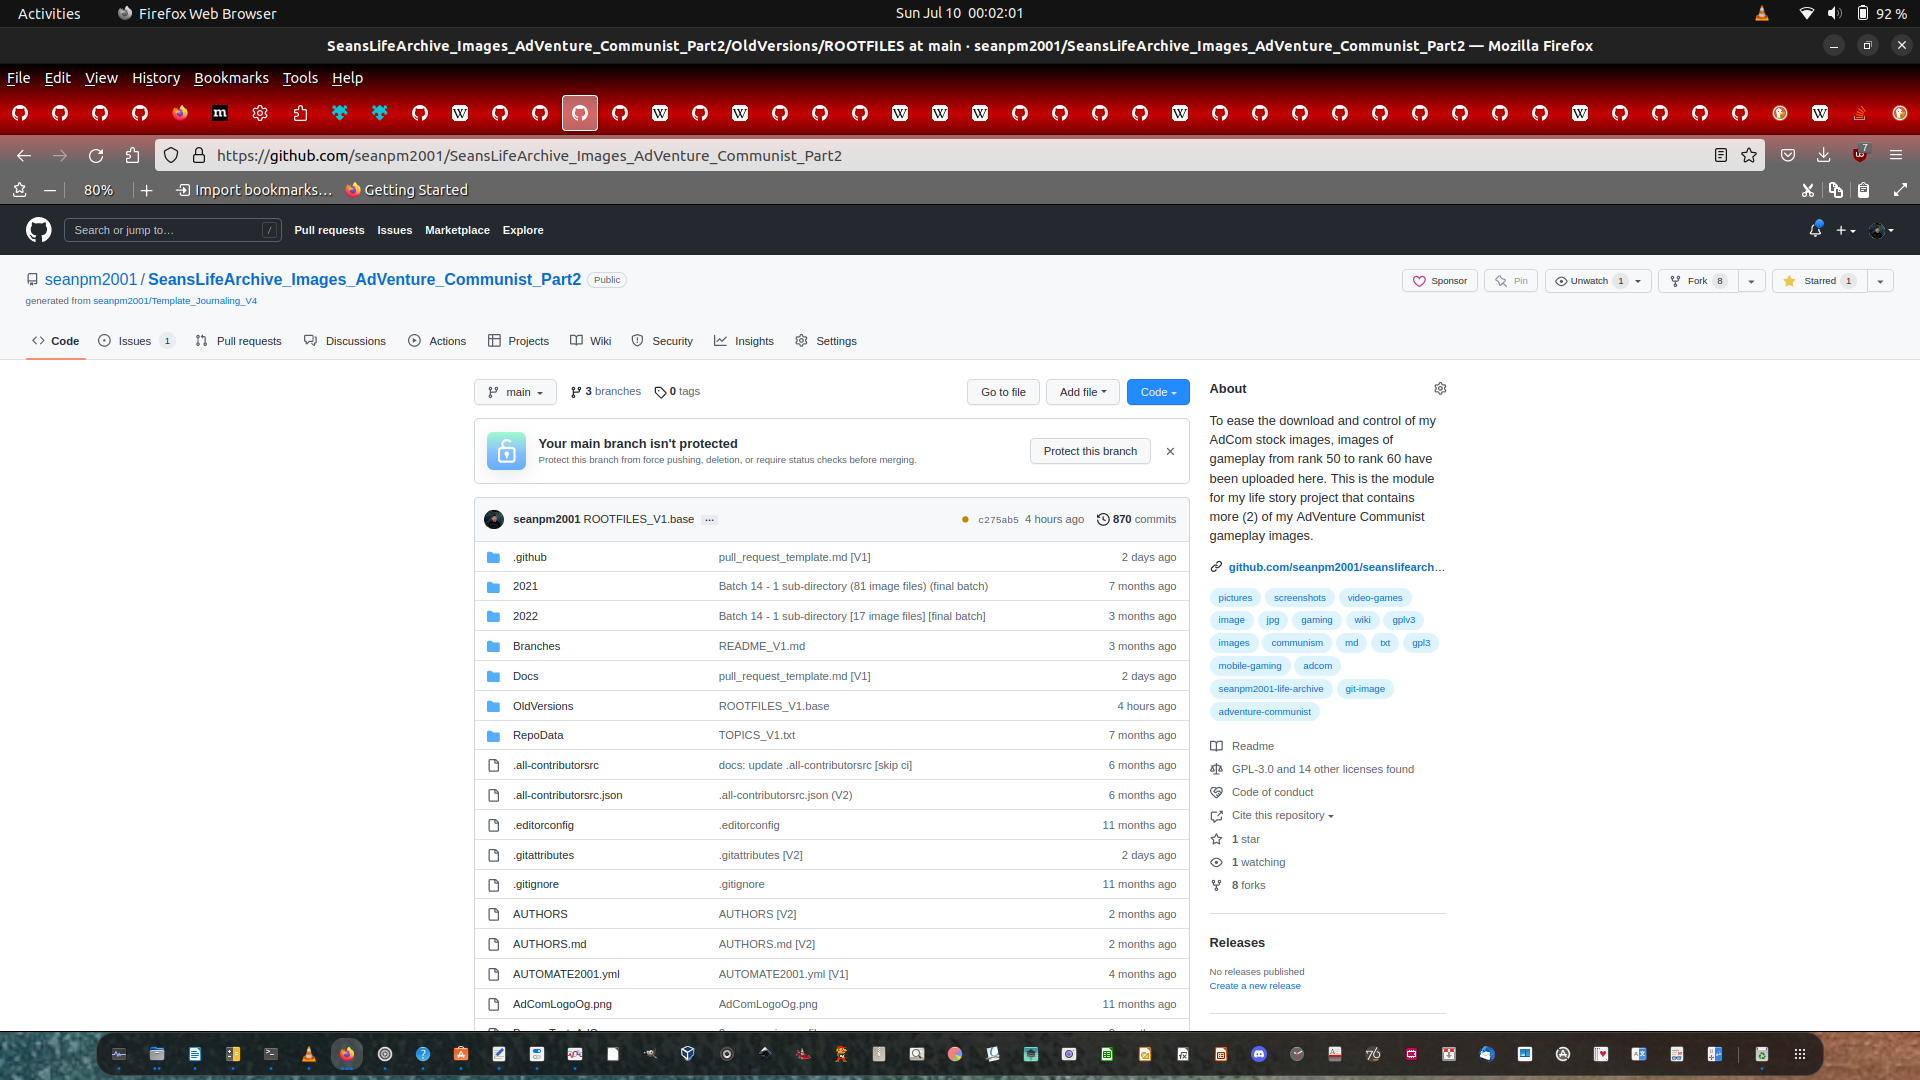 Activities
Firefox Web Browser
Sun Jul 10 00:02:01
92 %
SeansLifeArchive_Images_AdVenture_Communist_Part2/OldVersions/ROOTFILES at main · seanpm2001/SeansLifeArchive_Images_AdVenture_Communist_Part2 — Mozilla Firefox
File Edit View History Bookmarks Tools Help
https://github.com/seanpm2001/SeansLifeArchive_Images_AdVenture_Communist_Part2
7
80%
Import bookmarks…
Getting Started
Search or jump to…
/
Pull requests Issues Marketplace Explore
seanpm2001 / SeansLifeArchive_Images_AdVenture_Communist_Part2 Public
Sponsor
Pin
Unwatch 1
Fork 8
Starred 1
generated from seanpm2001/Template_Journaling_V4
Code
Issues 1
Pull requests
Discussions
Actions
Projects
Wiki
Security
Insights
Settings
main
3 branches
0 tags
Go to file
Add file
Code
Your main branch isn't protected
Protect this branch from force pushing, deletion, or require status checks before merging.
Protect this branch
seanpm2001 ROOTFILES_V1.base
c275ab5 4 hours ago
870 commits
.github pull_request_template.md [V1] 2 days ago
2021 Batch 14 - 1 sub-directory (81 image files) (final batch) 7 months ago
2022 Batch 14 - 1 sub-directory [17 image files] [final batch] 3 months ago
Branches README_V1.md 3 months ago
Docs pull_request_template.md [V1] 2 days ago
OldVersions ROOTFILES_V1.base 4 hours ago
RepoData TOPICS_V1.txt 7 months ago
.all-contributorsrc docs: update .all-contributorsrc [skip ci] 6 months ago
.all-contributorsrc.json .all-contributorsrc.json (V2) 6 months ago
.editorconfig .editorconfig 11 months ago
.gitattributes .gitattributes [V2] 2 days ago
.gitignore .gitignore 11 months ago
AUTHORS AUTHORS [V2] 2 months ago
AUTHORS.md AUTHORS.md [V2] 2 months ago
AUTOMATE2001.yml AUTOMATE2001.yml [V1] 4 months ago
AdComLogoOg.png AdComLogoOg.png 11 months ago
About
To ease the download and control of my
AdCom stock images, images of
gameplay from rank 50 to rank 60 have
been uploaded here. This is the module
for my life story project that contains
more (2) of my AdVenture Communist
gameplay images.
github.com/seanpm2001/seanslifearch…
pictures screenshots video-games
image jpg gaming wiki gplv3
images communism md txt gpl3
mobile-gaming adcom
seanpm2001-life-archive git-image
adventure-communist
Readme
GPL-3.0 and 14 other licenses found
Code of conduct
Cite this repository
1 star
1 watching
8 forks
Releases
No releases published
Create a new release